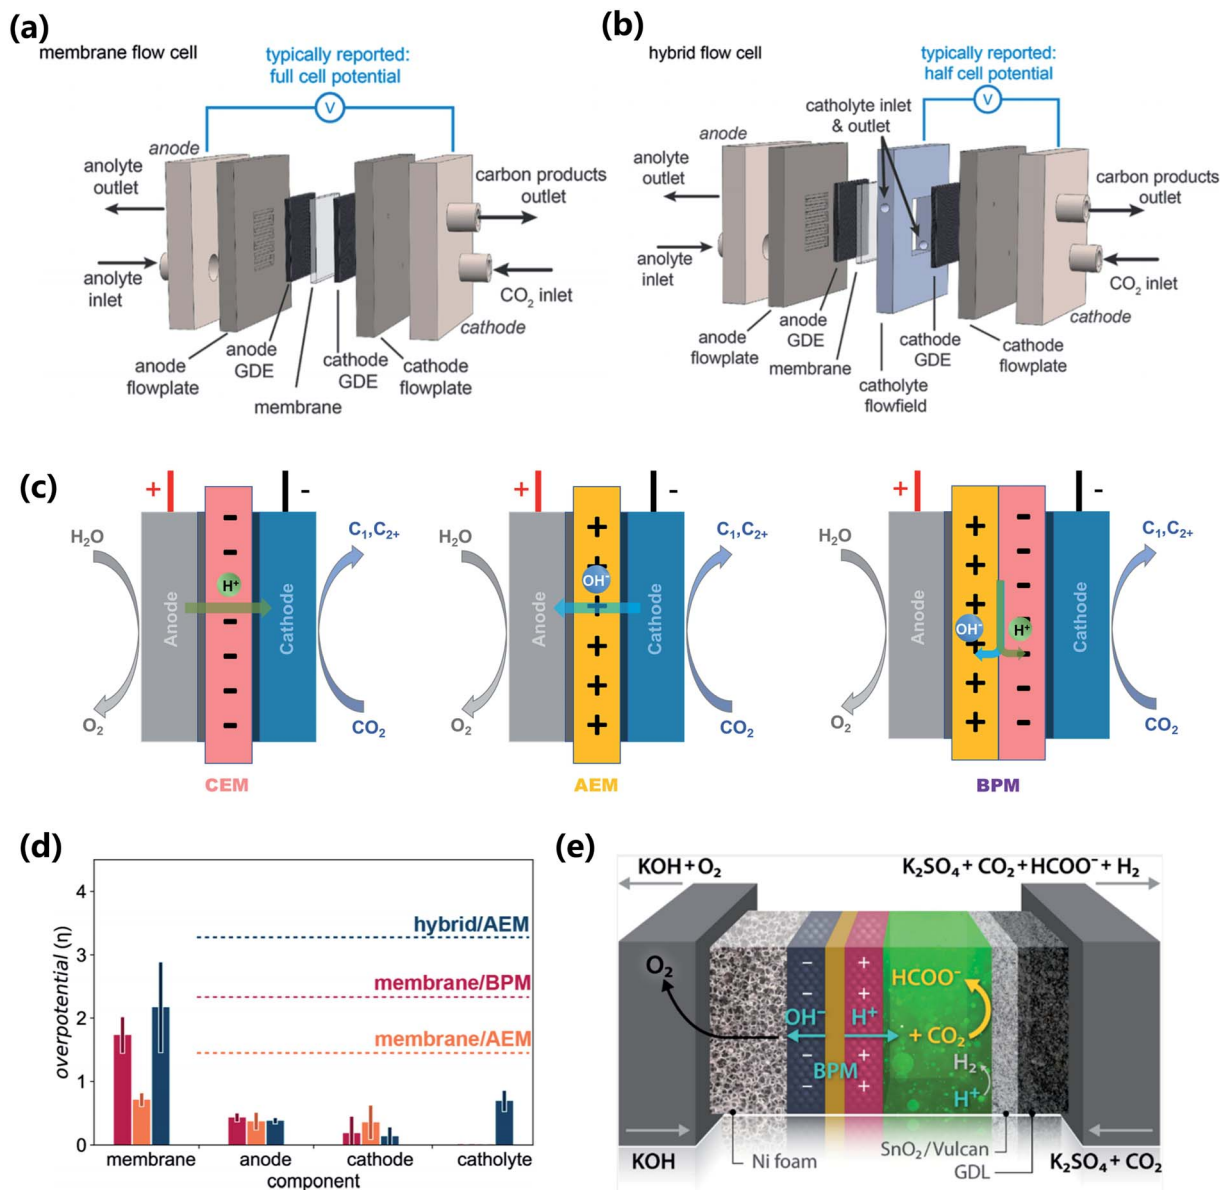 (a)
membrane flow cell
typically reported:
full cell potential
V
anode
anolyte
outlet
carbon products
outlet
anolyte
inlet
CO2 inlet
cathode
anode
flowplate
anode
GDE
membrane
cathode
GDE
cathode
flowplate
(b)
hybrid flow cell
typically reported:
half cell potential
V
catholyte inlet
& outlet
anode
anolyte
outlet
carbon products
outlet
anolyte
inlet
CO2 inlet
cathode
anode
flowplate
anode
GDE
membrane
catholyte
flowfield
cathode
GDE
cathode
flowplate
(c)
+ -
H2O
C1,C2+
H+
Anode
Cathode
O2
CO2
CEM
+ -
H2O
C1,C2+
OH-
Anode
Cathode
O2
CO2
AEM
+ -
H2O
C1,C2+
OH-
H+
Anode
Cathode
O2
CO2
BPM
(d)
overpotential (η)
4
3
2
1
0
hybrid/AEM
membrane/BPM
membrane/AEM
membrane
anode
cathode
catholyte
component
(e)
KOH + O2
K2SO4 + CO2 + HCOO- + H2
O2
HCOO-
OH-
H+
+ CO2
BPM
H2
H+
Ni foam
SnO2/Vulcan
GDL
KOH
K2SO4 + CO2